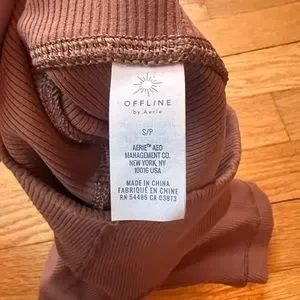 OFFLINE
by Aerie
S/P
AERIE™ AEO
MANAGEMENT CO.
NEW YORK, NY
10016 USA
MADE IN CHINA
FABRIQUÉ EN CHINE
RN 54485 CA 03873